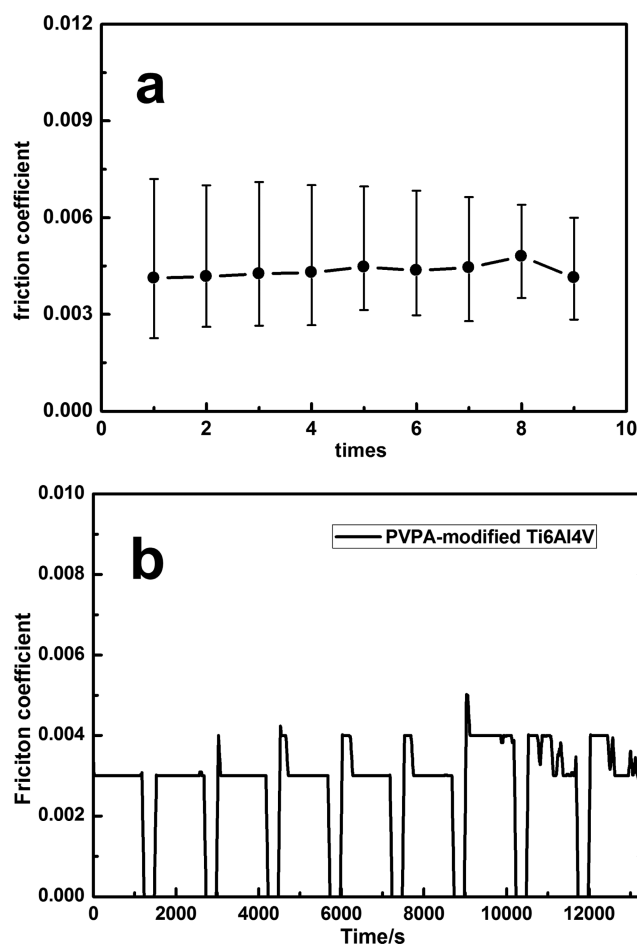 0.012
a
0.009
0.006
0.003
0.000
friction coefficient
0 2 4 6 8 10
times
0.010
PVPA-modified Ti6Al4V
b
0.008
0.006
0.004
0.002
0.000
Friciton coefficient
0 2000 4000 6000 8000 10000 12000
Time/s